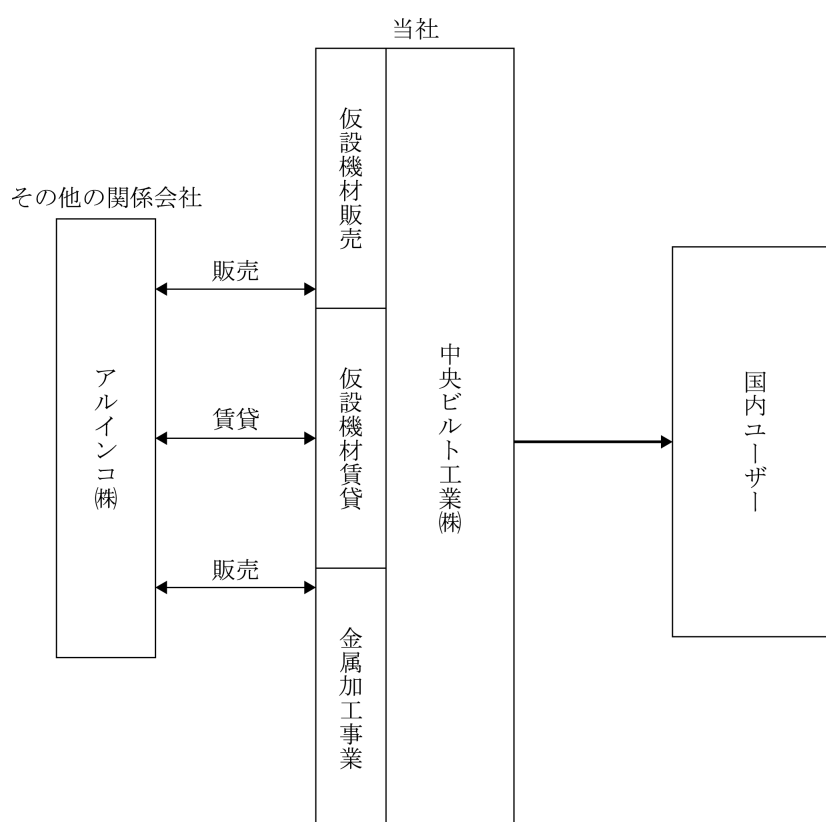 当社
その他の関係会社
アルインコ㈱
販売
賃貸
販売
仮設機材販売
仮設機材賃貸
金属加工事業
中央ビルト工業㈱
国内ユーザー